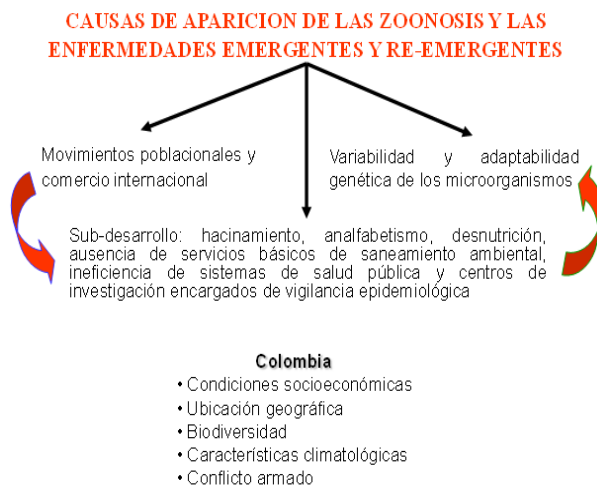 CAUSAS DE APARICION DE LAS ZOONOSIS Y LAS
ENFERMEDADES EMERGENTES Y RE-EMERGENTES
Movimientos poblacionales y
comercio internacional
Variabilidad y adaptabilidad
genética de los microorganismos
Sub-desarrollo: hacinamiento, analfabetismo, desnutrición,
ausencia de servicios básicos de saneamiento ambiental,
ineficiencia de sistemas de salud pública y centros de
investigación encargados de vigilancia epidemiológica
Colombia
• Condiciones socioeconómicas
• Ubicación geográfica
• Biodiversidad
• Características climatológicas
• Conflicto armado